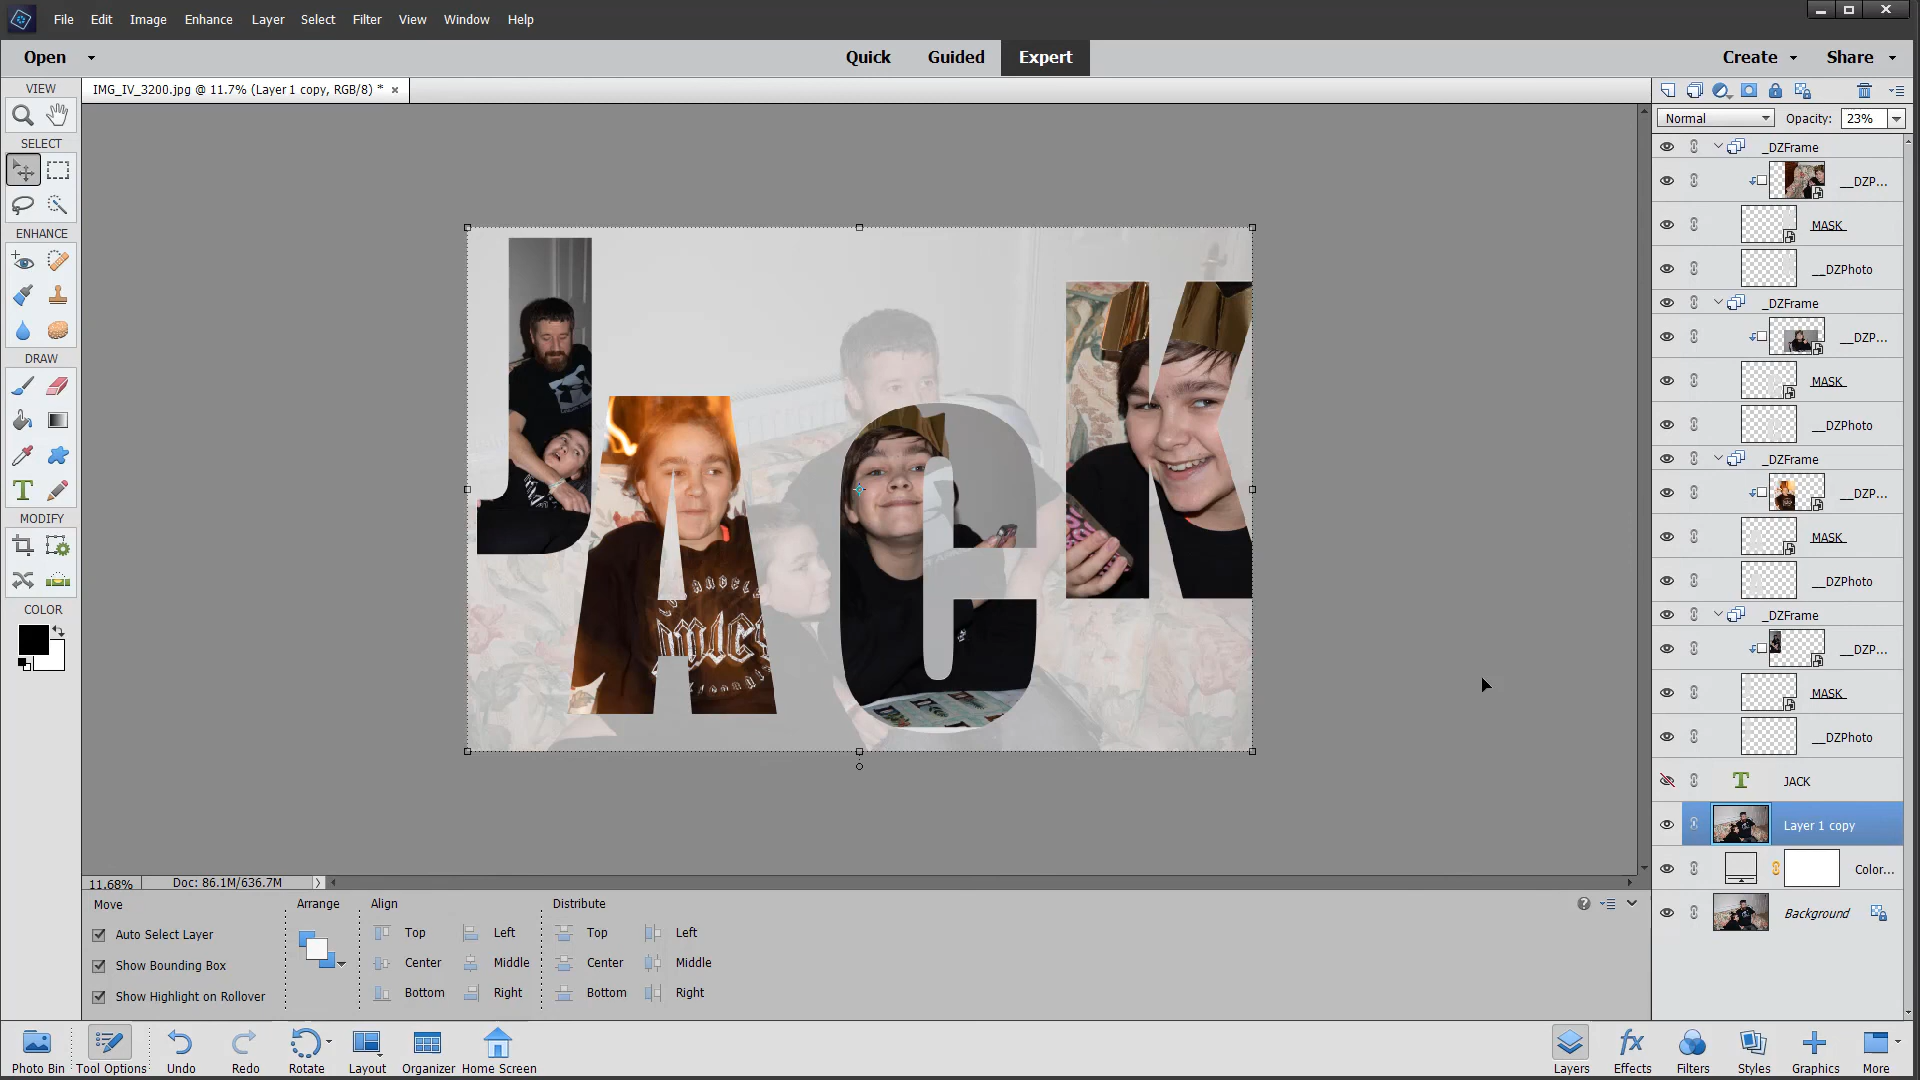 File Edit Image Enhance Layer Select Filter View Window Help
Open Quick Guided Expert Create Share
VIEW
IMG_IV_3200.jpg @ 11.7% (Layer 1 copy, RGB/8) * ×
SELECT
ENHANCE
DRAW
MODIFY
COLOR
Normal Opacity: 23%
_DZFrame
__DZP...
MASK
__DZPhoto
_DZFrame
__DZP...
MASK
__DZPhoto
_DZFrame
__DZP...
MASK
__DZPhoto
_DZFrame
__DZP...
MASK
__DZPhoto
JACK
Layer 1 copy
Color...
Background
JACK
11.68% Doc: 86.1M/636.7M
Move Arrange Align Distribute
Auto Select Layer Top Left Top Left
Show Bounding Box Center Middle Center Middle
Show Highlight on Rollover Bottom Right Bottom Right
Photo Bin Tool Options Undo Redo Rotate Layout Organizer Home Screen Layers Effects Filters Styles Graphics More